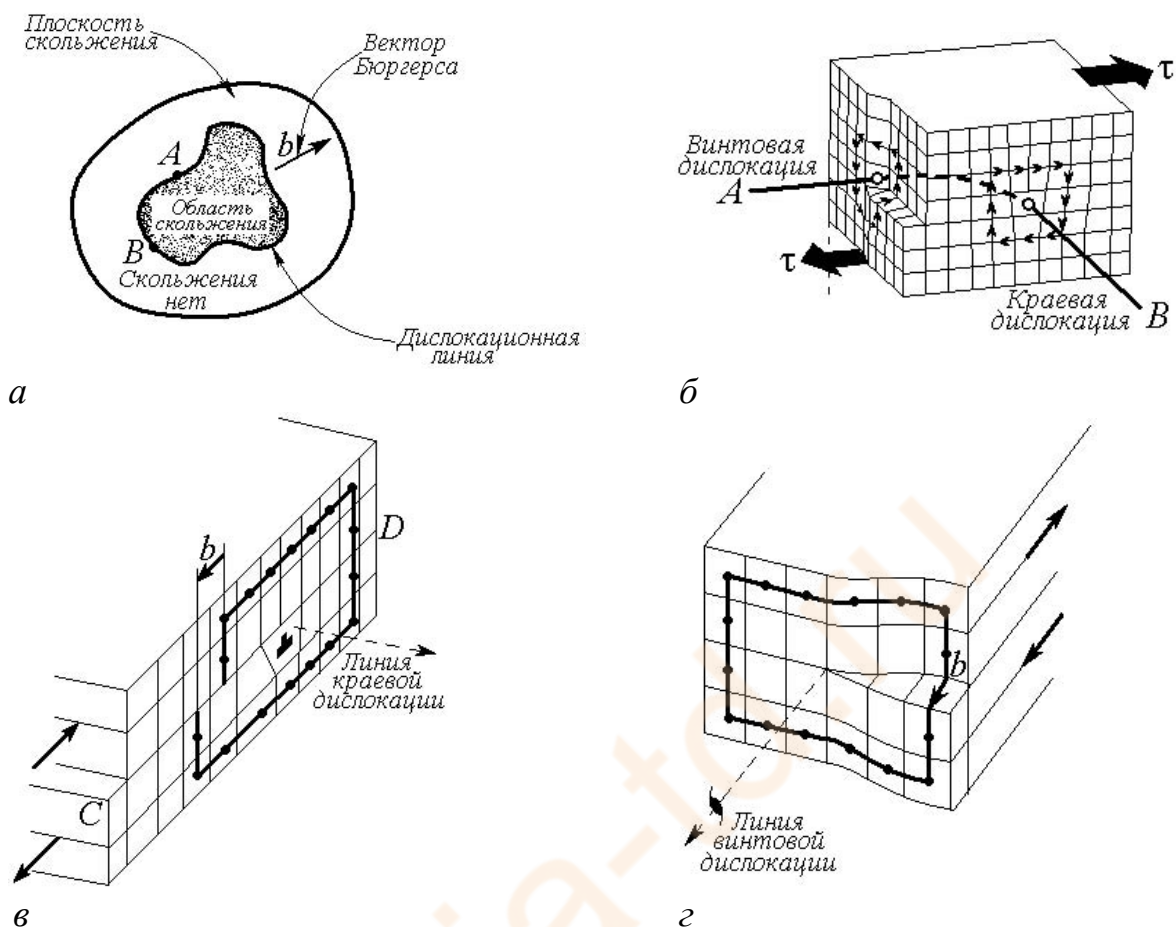 Плоскость
скольжения
Вектор
Бюргерса
b
A
Область
скольжения
B
Скольжения
нет
Дислокационная
линия
а
τ
Винтовая
дислокация
A
τ
Краевая
дислокация
B
б
D
b
Линия
краевой
дислокации
C
в
b
Линия
винтовой
дислокации
г